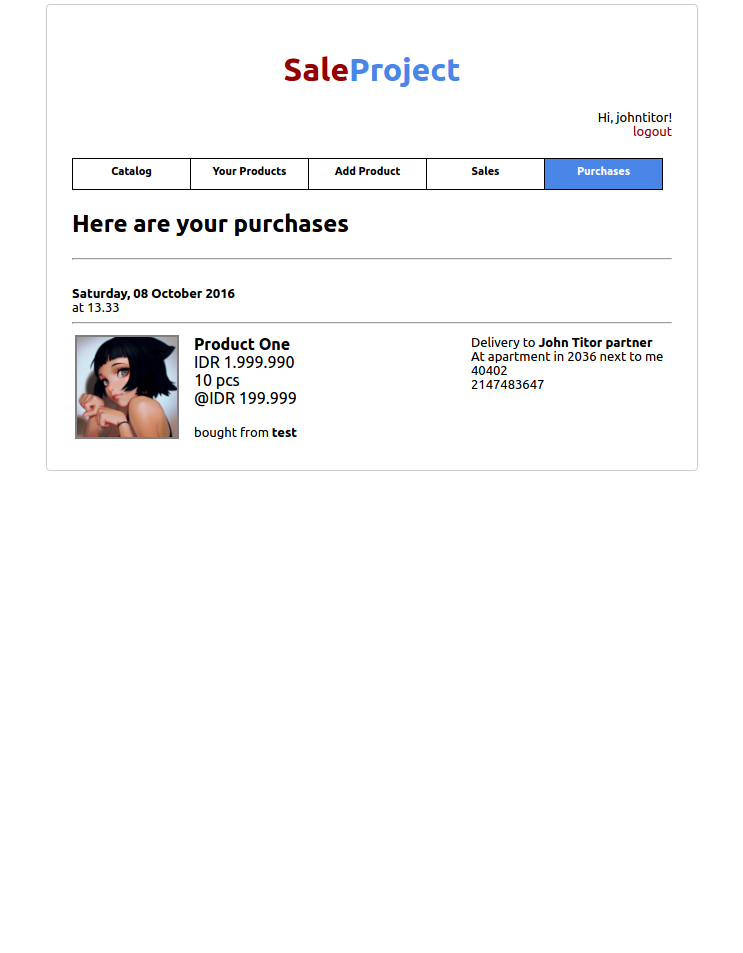 SaleProject
Hi, johntitor!
logout
Catalog Your Products Add Product Sales Purchases
Here are your purchases
Saturday, 08 October 2016
at 13.33
Product One
IDR 1.999.990
10 pcs
@IDR 199.999
bought from test
Delivery to John Titor partner
At apartment in 2036 next to me
40402
2147483647